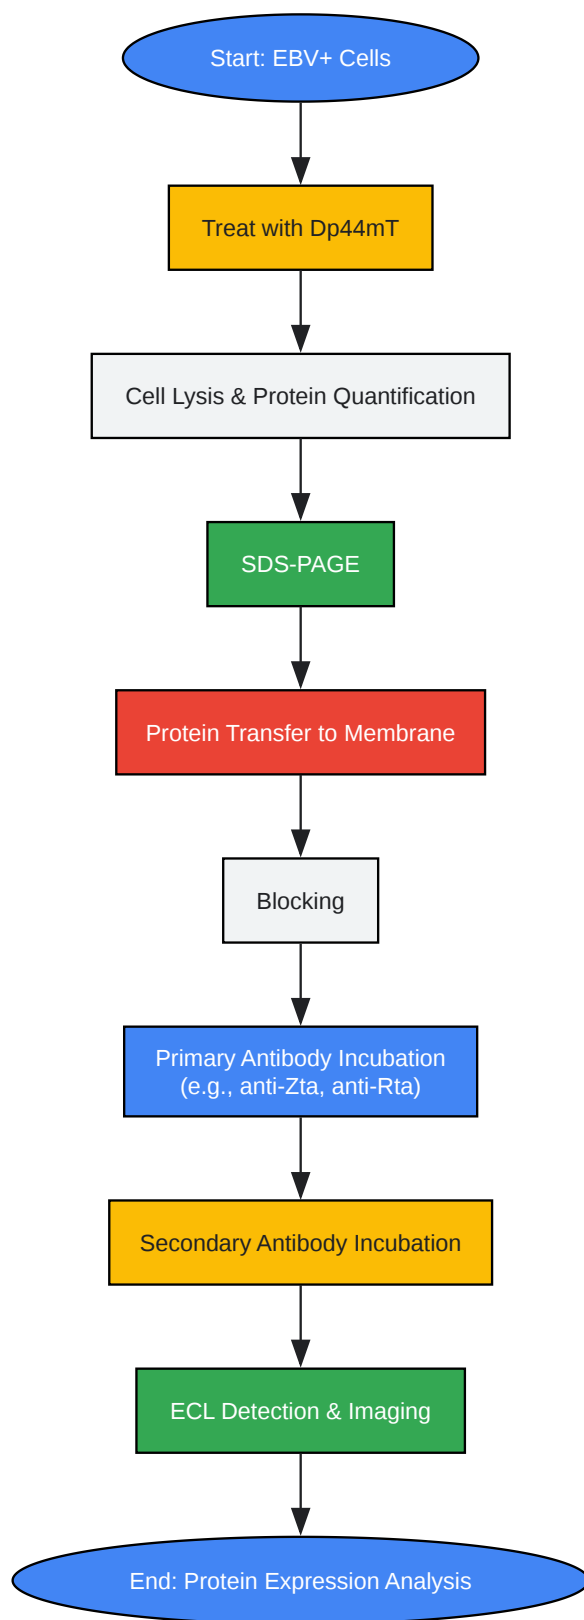 Start: EBV+ Cells
Treat with Dp44mT
Cell Lysis & Protein Quantification
SDS-PAGE
Protein Transfer to Membrane
Blocking
Primary Antibody Incubation
(e.g., anti-Zta, anti-Rta)
Secondary Antibody Incubation
ECL Detection & Imaging
End: Protein Expression Analysis